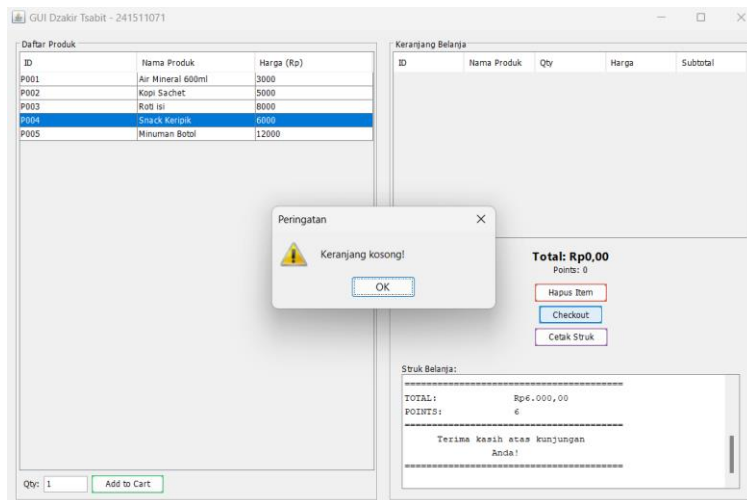 GUI Dzakir Tsabit - 241511071
Daftar Produk
ID Nama Produk Harga (Rp)
P001 Air Mineral 600ml 3000
P002 Kopi Sachet 5000
P003 Roti isi 8000
P004 Snack Keripik 6000
P005 Minuman Botol 12000
Qty: 1 Add to Cart
Keranjang Belanja
ID Nama Produk Qty Harga Subtotal
Peringatan
Keranjang kosong!
OK
Total: Rp0,00
Points: 0
Hapus Item
Checkout
Cetak Struk
Struk Belanja:
========================================
TOTAL: Rp6.000,00
POINTS: 6
========================================
Terima kasih atas kunjungan
Anda!
========================================